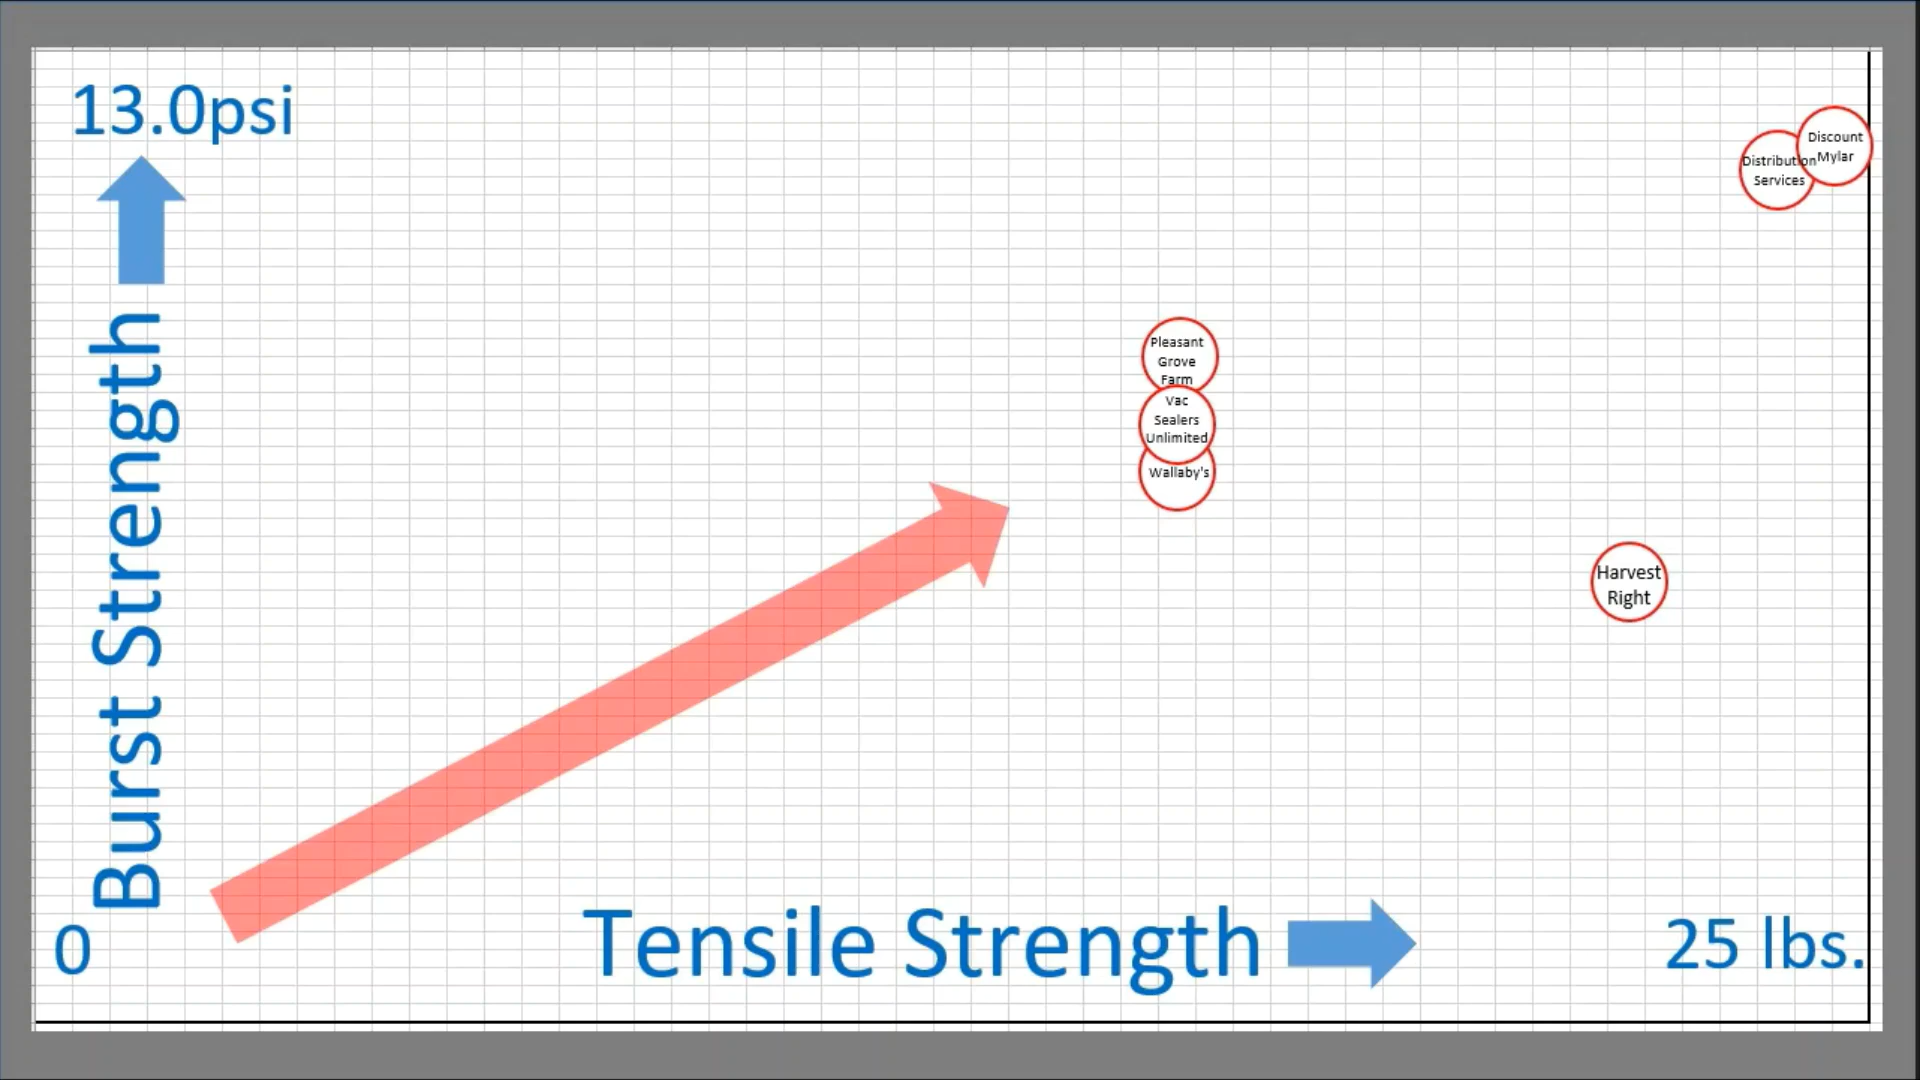 13.0psi
Burst Strength
0
Tensile Strength
25 lbs.
Discount
Mylar
Distribution
Services
Pleasant
Grove
Farm
Vac
Sealers
Unlimited
Wallaby's
Harvest
Right